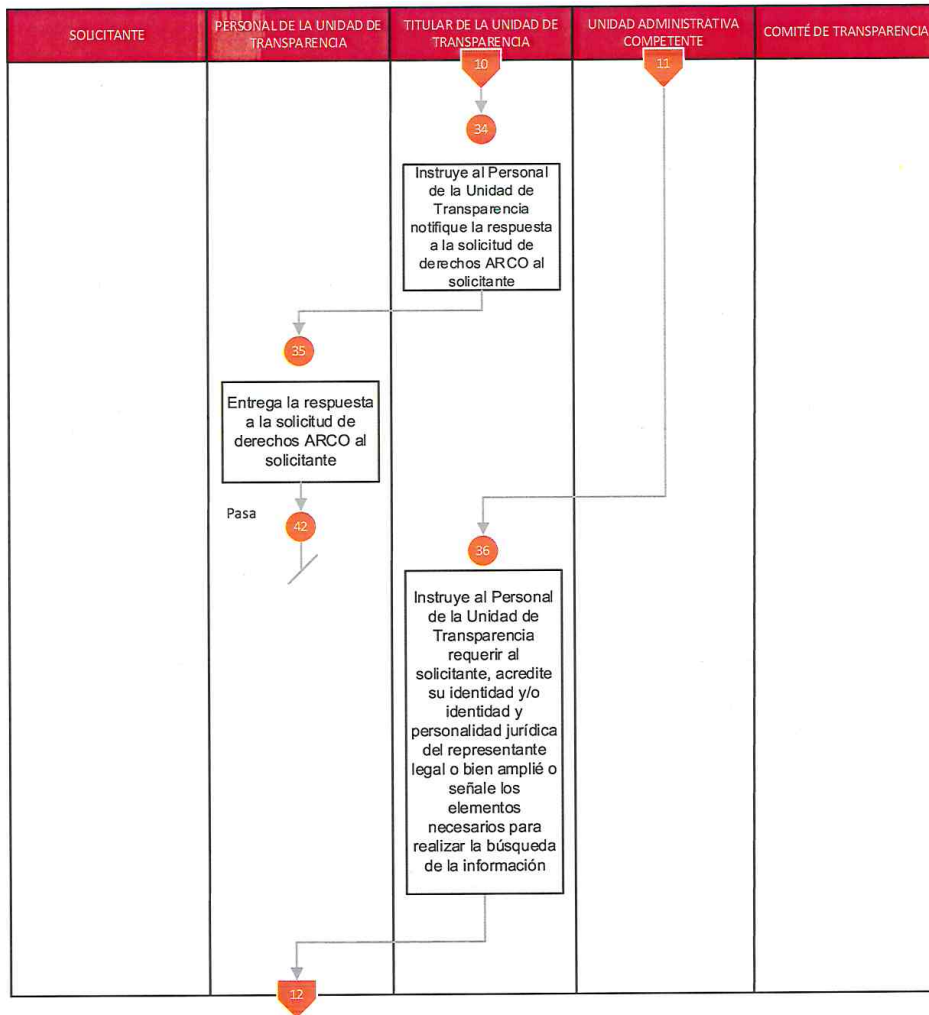 SOLICITANTE
PERSONAL DE LA UNIDAD DE
TRANSPARENCIA
TITULAR DE LA UNIDAD DE
TRANSPARENCIA
UNIDAD ADMINISTRATIVA
COMPETENTE
COMITÉ DE TRANSPARENCIA
10
11
34
Instruye al Personal
de la Unidad de
Transparencia
notifique la respuesta
a la solicitud de
derechos ARCO al
solicitante
35
Entrega la respuesta
a la solicitud de
derechos ARCO al
solicitante
Pasa
42
36
Instruye al Personal
de la Unidad de
Transparencia
requerir al
solicitante, acredite
su identidad y/o
identidad y
personalidad jurídica
del representante
legal o bien amplié o
señale los
elementos
necesarios para
realizar la búsqueda
de la información
12